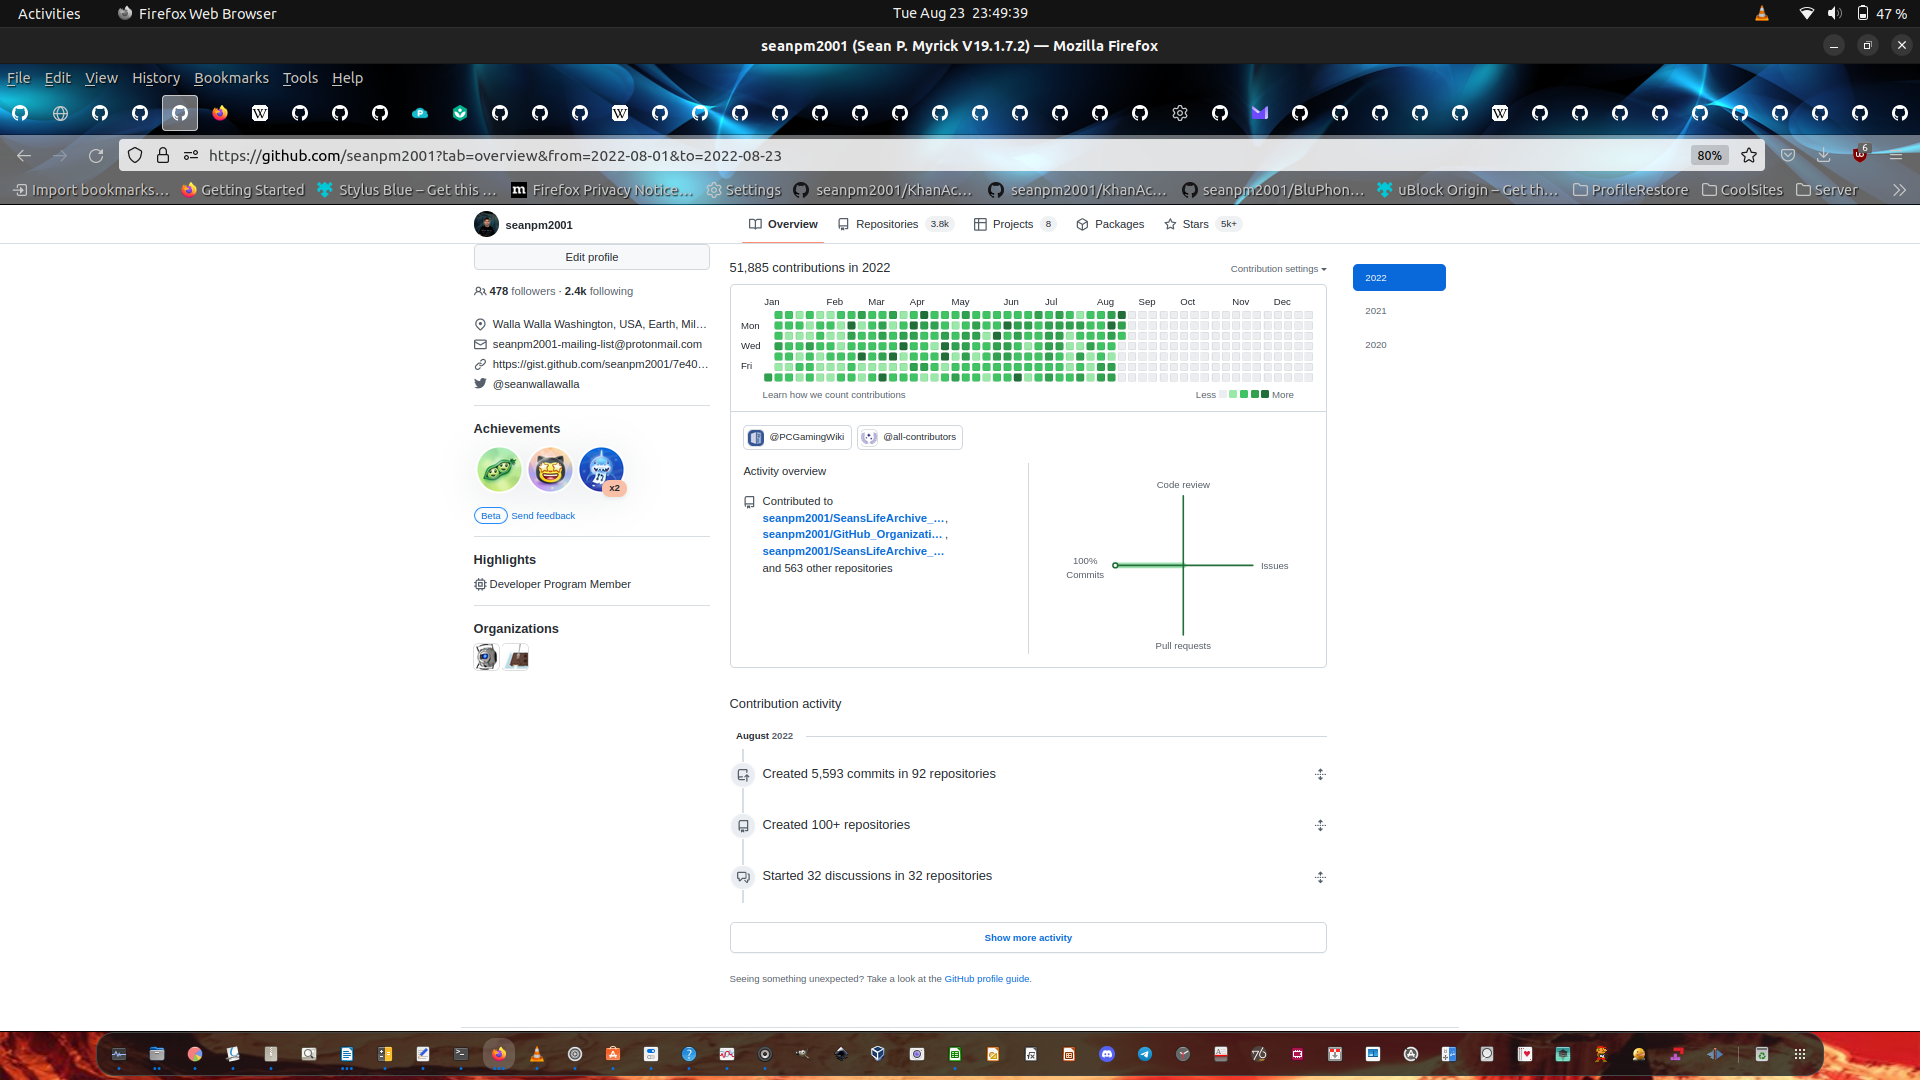 Activities
Firefox Web Browser
Tue Aug 23 23:49:39
47 %
seanpm2001 (Sean P. Myrick V19.1.7.2) — Mozilla Firefox
File Edit View History Bookmarks Tools Help
https://github.com/seanpm2001?tab=overview&from=2022-08-01&to=2022-08-23
80%
6
Import bookmarks… Getting Started Stylus Blue – Get this … Firefox Privacy Notice… Settings seanpm2001/KhanAc… seanpm2001/KhanAc… seanpm2001/BluPhon… uBlock Origin – Get th… ProfileRestore CoolSites Server
seanpm2001
Overview Repositories 3.8k Projects 8 Packages Stars 5k+
Edit profile
478 followers · 2.4k following
Walla Walla Washington, USA, Earth, Mil…
seanpm2001-mailing-list@protonmail.com
https://gist.github.com/seanpm2001/7e40…
@seanwallawalla
Achievements
x2
Beta Send feedback
Highlights
Developer Program Member
Organizations
51,885 contributions in 2022
Contribution settings
2022
2021
2020
Jan Feb Mar Apr May Jun Jul Aug Sep Oct Nov Dec
Mon
Wed
Fri
Learn how we count contributions
Less More
@PCGamingWiki @all-contributors
Activity overview
Contributed to
seanpm2001/SeansLifeArchive_…,
seanpm2001/GitHub_Organizati… ,
seanpm2001/SeansLifeArchive_…
and 563 other repositories
Code review
100%
Commits
Issues
Pull requests
Contribution activity
August 2022
Created 5,593 commits in 92 repositories
Created 100+ repositories
Started 32 discussions in 32 repositories
Show more activity
Seeing something unexpected? Take a look at the GitHub profile guide.